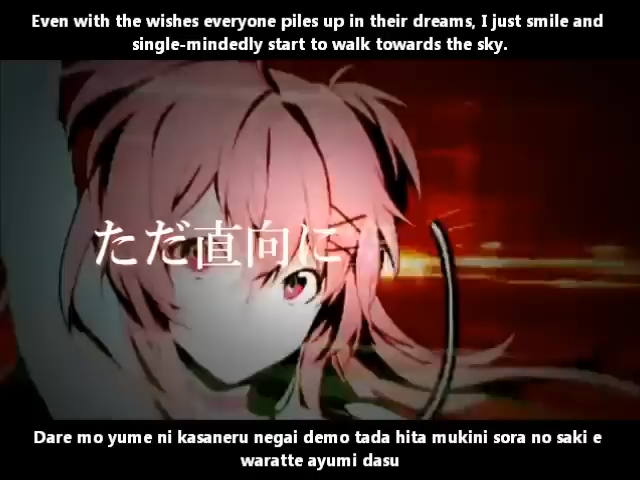 Even with the wishes everyone piles up in their dreams, I just smile and
single-mindedly start to walk towards the sky.
ただ直向に
Dare mo yume ni kasaneru negai demo tada hita mukini sora no saki e
waratte ayumi dasu